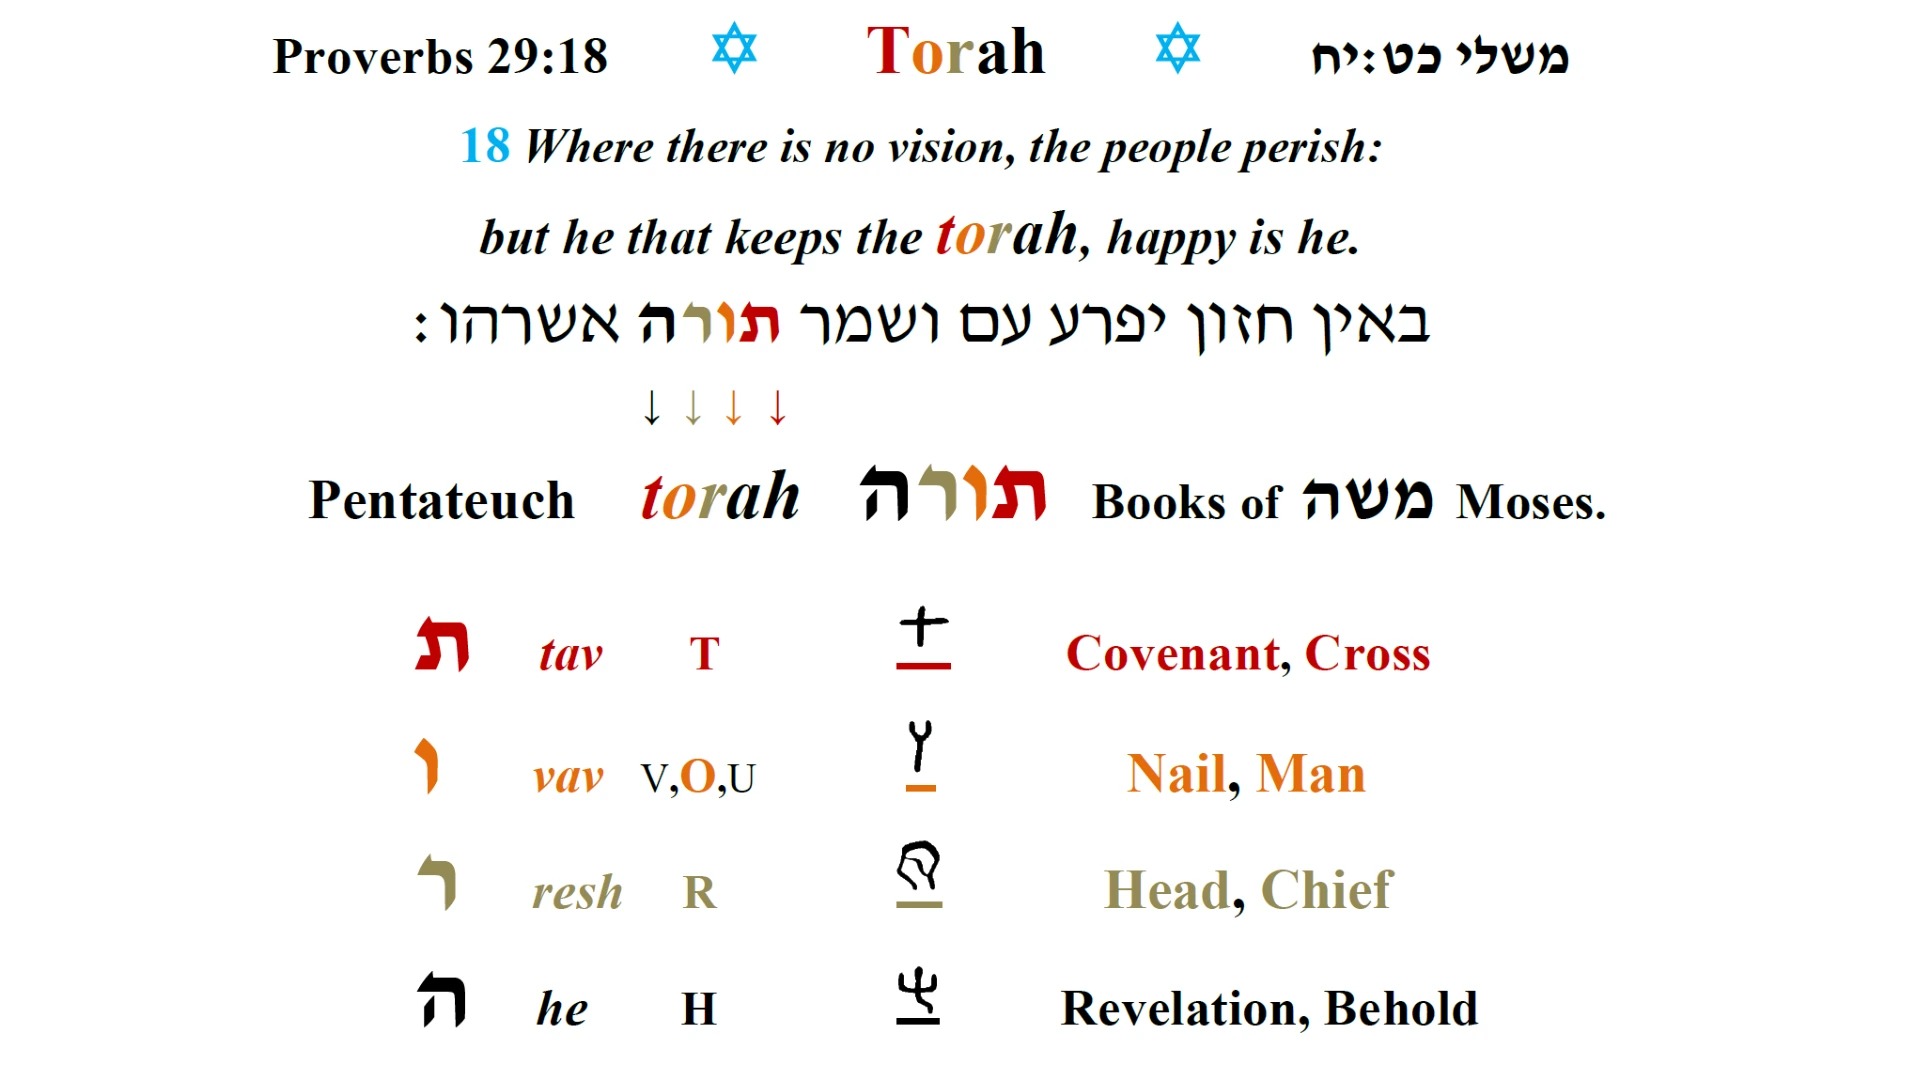 Proverbs 29:18 ✡ Torah ✡ משלי כט:יח
18 Where there is no vision, the people perish:
but he that keeps the torah, happy is he.
באין חזון יפרע עם ושמר תורה אשרהו:
↓ ↓ ↓ ↓
Pentateuch torah תורה Books of משה Moses.
ת tav T Covenant, Cross
ו vav V,O,U Nail, Man
ר resh R Head, Chief
ה he H Revelation, Behold